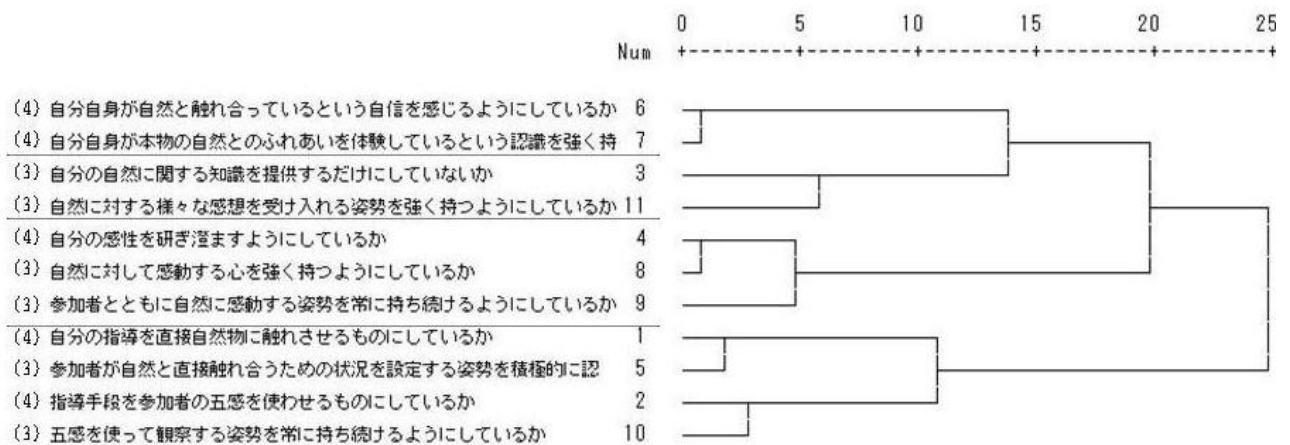 0 5 10 15 20 25
Num +---------+---------+---------+---------+---------+
(4) 自分自身が自然と触れ合っているという自信を感じるようにしているか 6
(4) 自分自身が本物の自然とのふれあいを体験しているという認識を強く持 7
(3) 自分の自然に関する知識を提供するだけにしていないか 3
(3) 自然に対する様々な感想を受け入れる姿勢を強く持つようにしているか 11
(4) 自分の感性を研ぎ澄ますようにしているか 4
(3) 自然に対して感動する心を強く持つようにしているか 8
(3) 参加者とともに自然に感動する姿勢を常に持ち続けるようにしているか 9
(4) 自分の指導を直接自然物に触れさせるものにしているか 1
(3) 参加者が自然と直接触れ合うための状況を設定する姿勢を積極的に認 5
(4) 指導手段を参加者の五感を使わせるものにしているか 2
(3) 五感を使って観察する姿勢を常に持ち続けるようにしているか 10